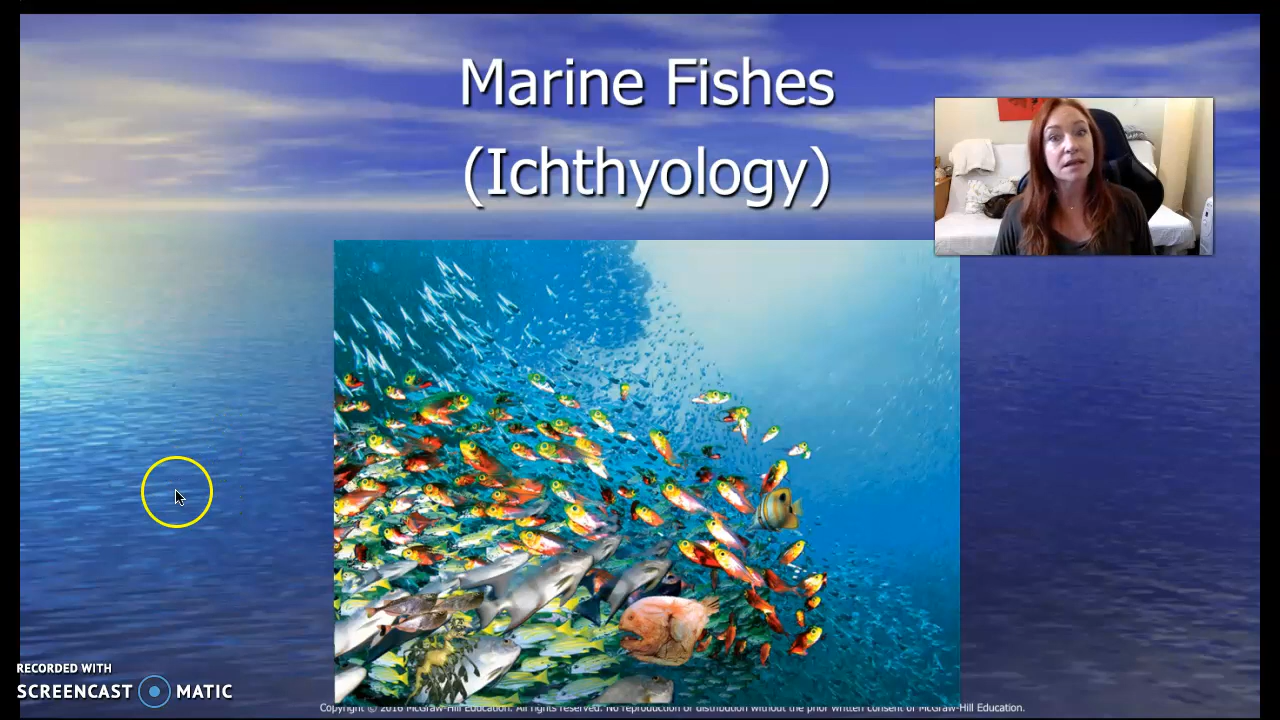 Marine Fishes
(Ichthyology)
RECORDED WITH
SCREENCAST MATIC
Copyright © 2016 McGraw-Hill Education. All rights reserved. No reproduction or distribution without the prior written consent of McGraw-Hill Education.